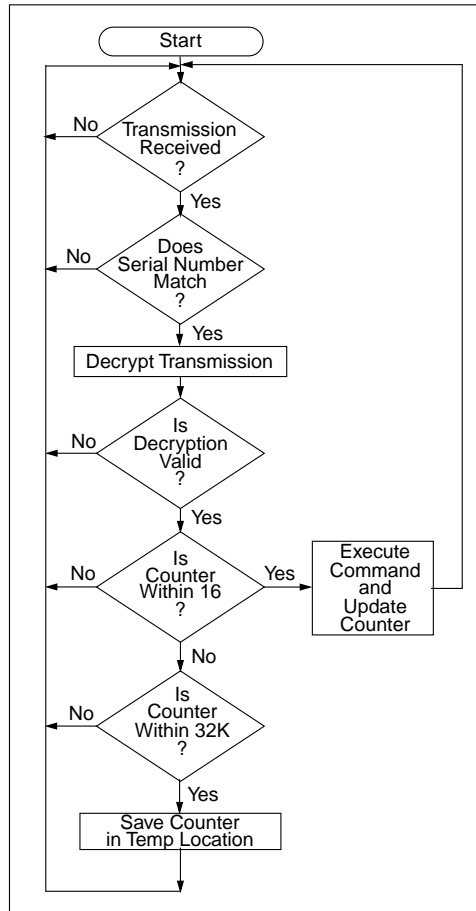 Start
No
Transmission
Received
?
Yes
No
Does
Serial Number
Match
?
Yes
Decrypt Transmission
No
Is
Decryption
Valid
?
Yes
No
Is
Counter
Within 16
?
Yes
Execute
Command
and
Update
Counter
No
No
Is
Counter
Within 32K
?
Yes
Save Counter
in Temp Location